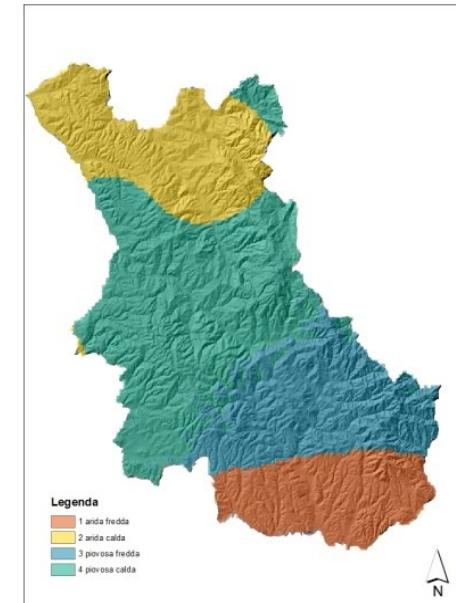 Legenda
1 arida fredda
2 arida calda
3 piovosa fredda
4 piovosa calda
N